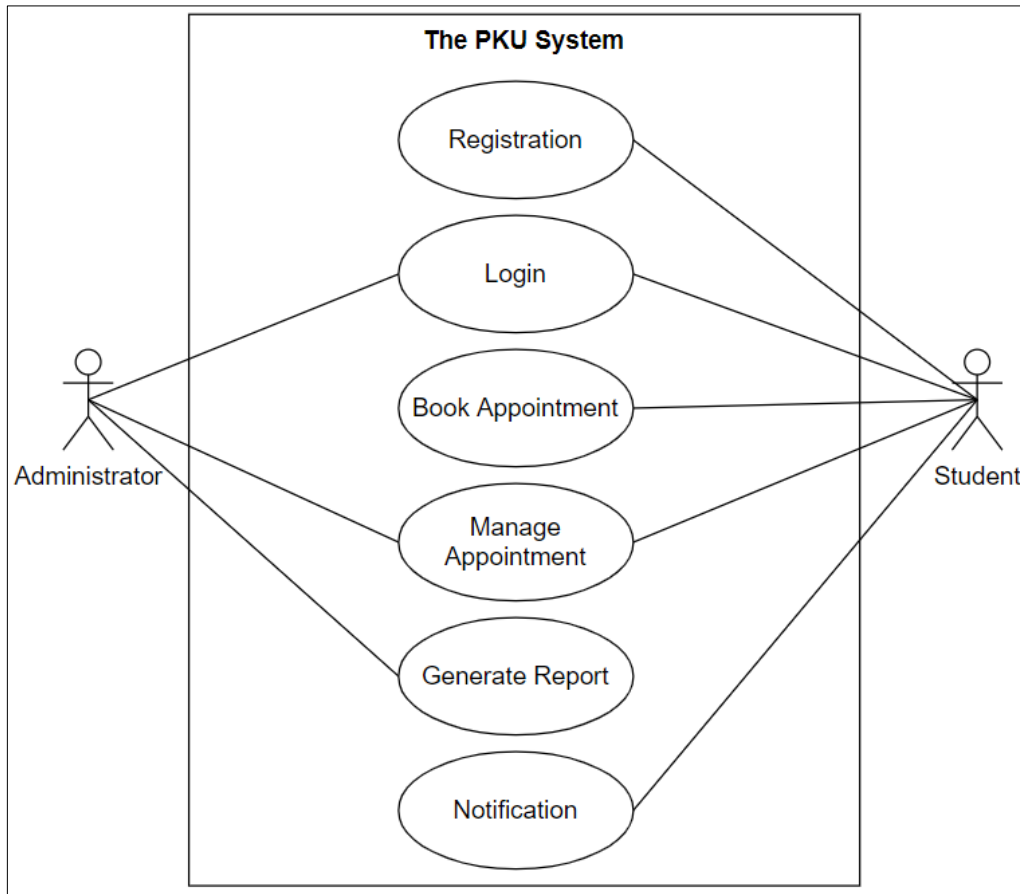 The PKU System
Registration
Login
Book Appointment
Administrator
Student
Manage
Appointment
Generate Report
Notification